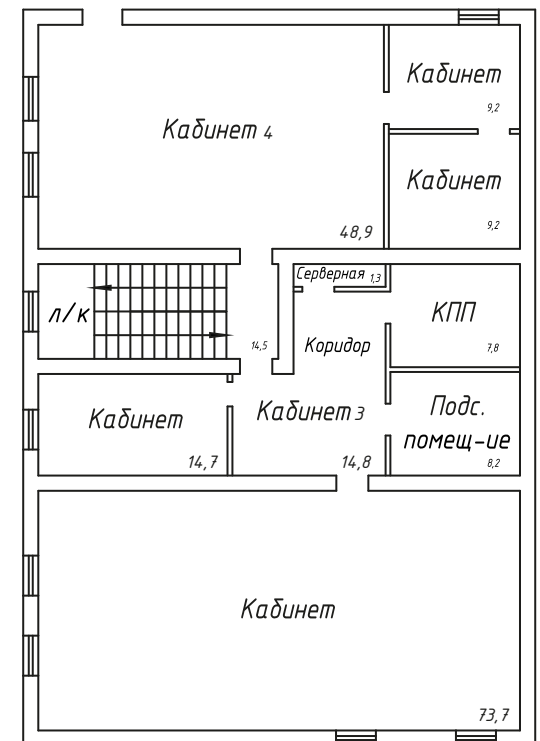 Кабинет
9,2
Кабинет 4
Кабинет
9,2
48,9
Серверная 1,3
л/к
КПП
14,5
Коридор
7,8
Кабинет
Кабинет 3
Подс.
помещ-ие
14,7
14,8
8,2
Кабинет
73,7